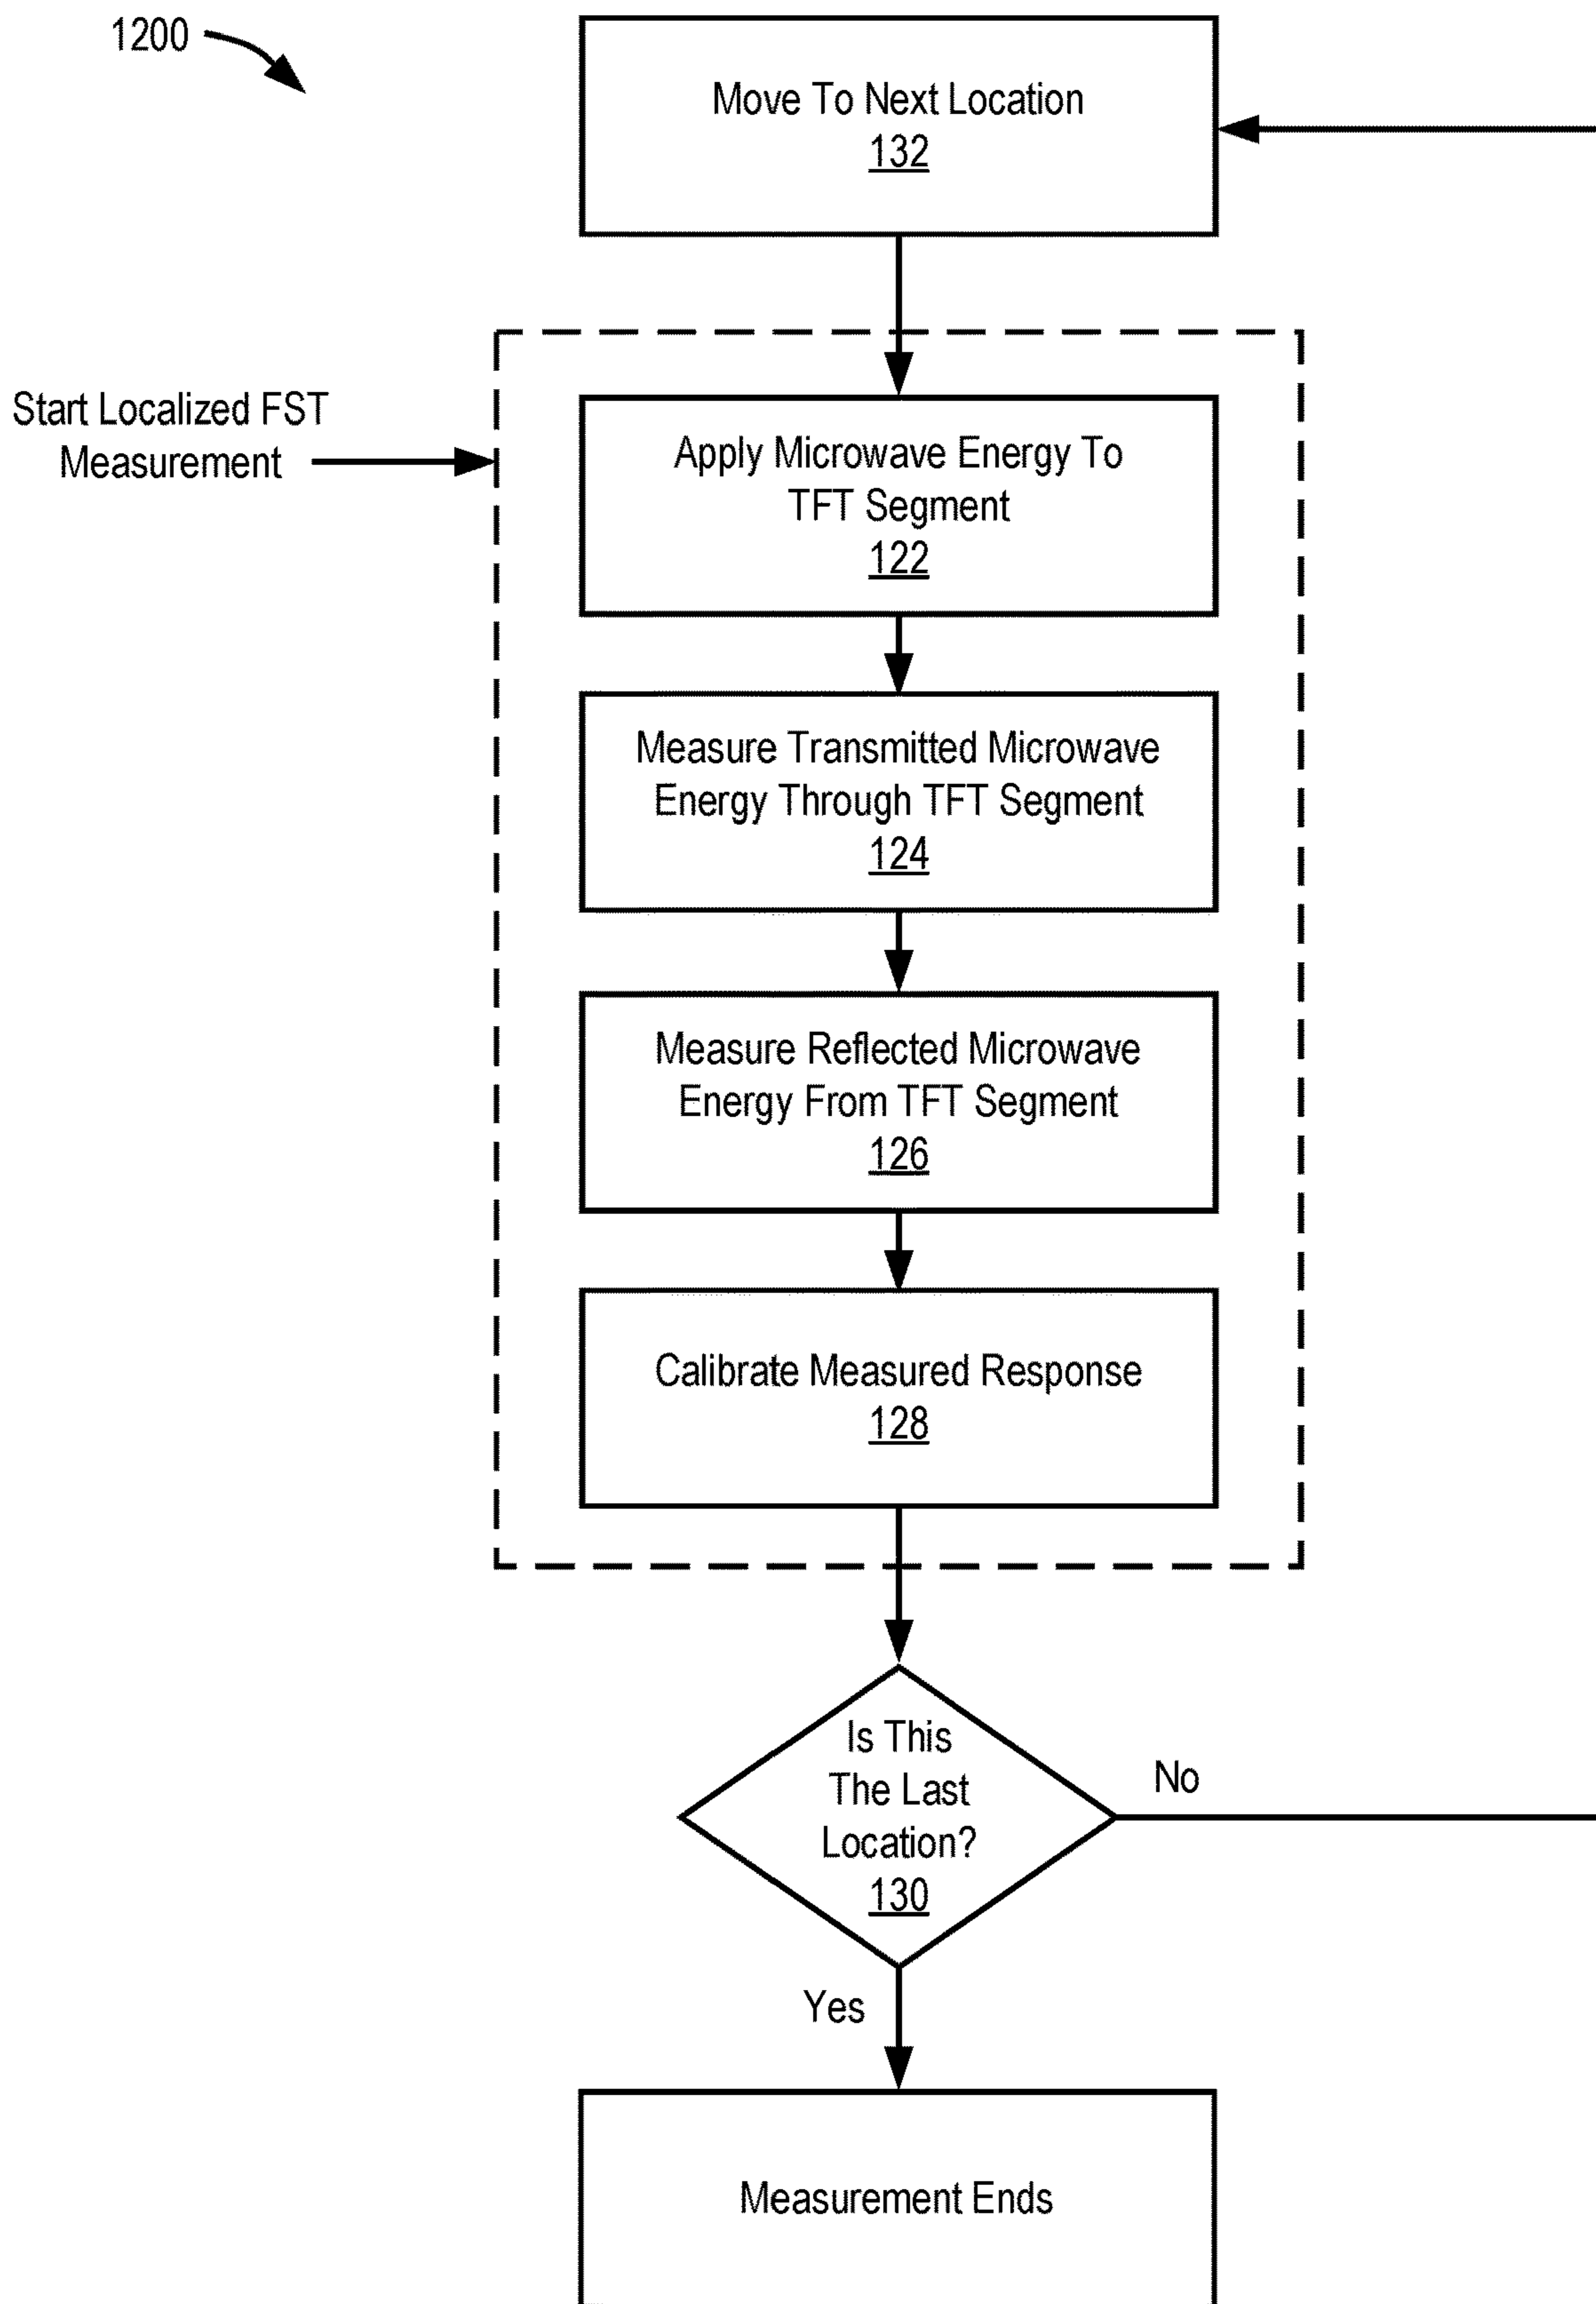 1200
Move To Next Location
132
Start Localized FST
Measurement
Apply Microwave Energy To
TFT Segment
122
Measure Transmitted Microwave
Energy Through TFT Segment
124
Measure Reflected Microwave
Energy From TFT Segment
126
Calibrate Measured Response
128
Is This
The Last
Location?
130
No
Yes
Measurement Ends